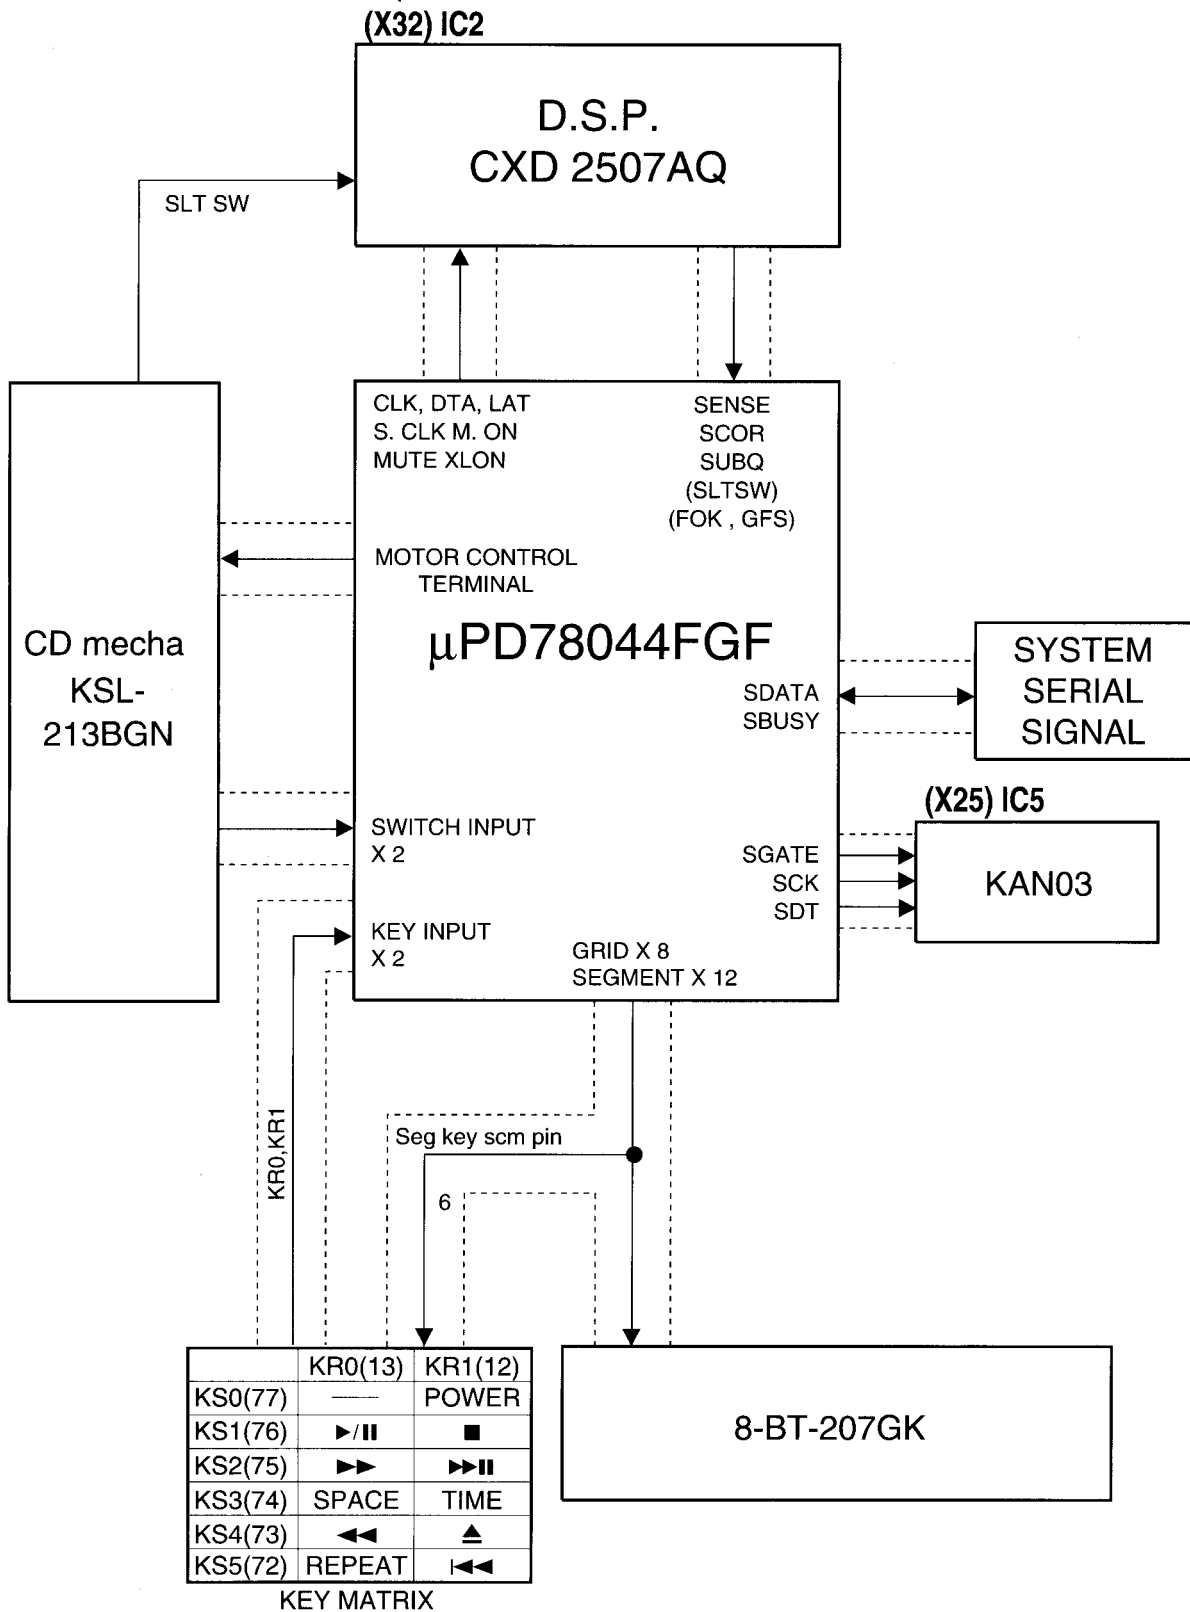 (X32) IC2
D.S.P.
CXD 2507AQ
SLT SW
CLK, DTA, LAT
S. CLK M. ON
MUTE XLON
SENSE
SCOR
SUBQ
(SLTSW)
(FOK , GFS)
MOTOR CONTROL
TERMINAL
µPD78044FGF
CD mecha
KSL-
213BGN
SDATA
SBUSY
SYSTEM
SERIAL
SIGNAL
(X25) IC5
SWITCH INPUT
X 2
SGATE
SCK
SDT
KAN03
KEY INPUT
X 2
GRID X 8
SEGMENT X 12
KR0,KR1
Seg key scm pin
6
KR0(13) KR1(12)
KS0(77) — POWER
KS1(76) ▶/❚❚ ■
KS2(75) ▶▶ ▶▶❚❚
KS3(74) SPACE TIME
KS4(73) ◀◀ ⏏
KS5(72) REPEAT I◀◀
KEY MATRIX
8-BT-207GK